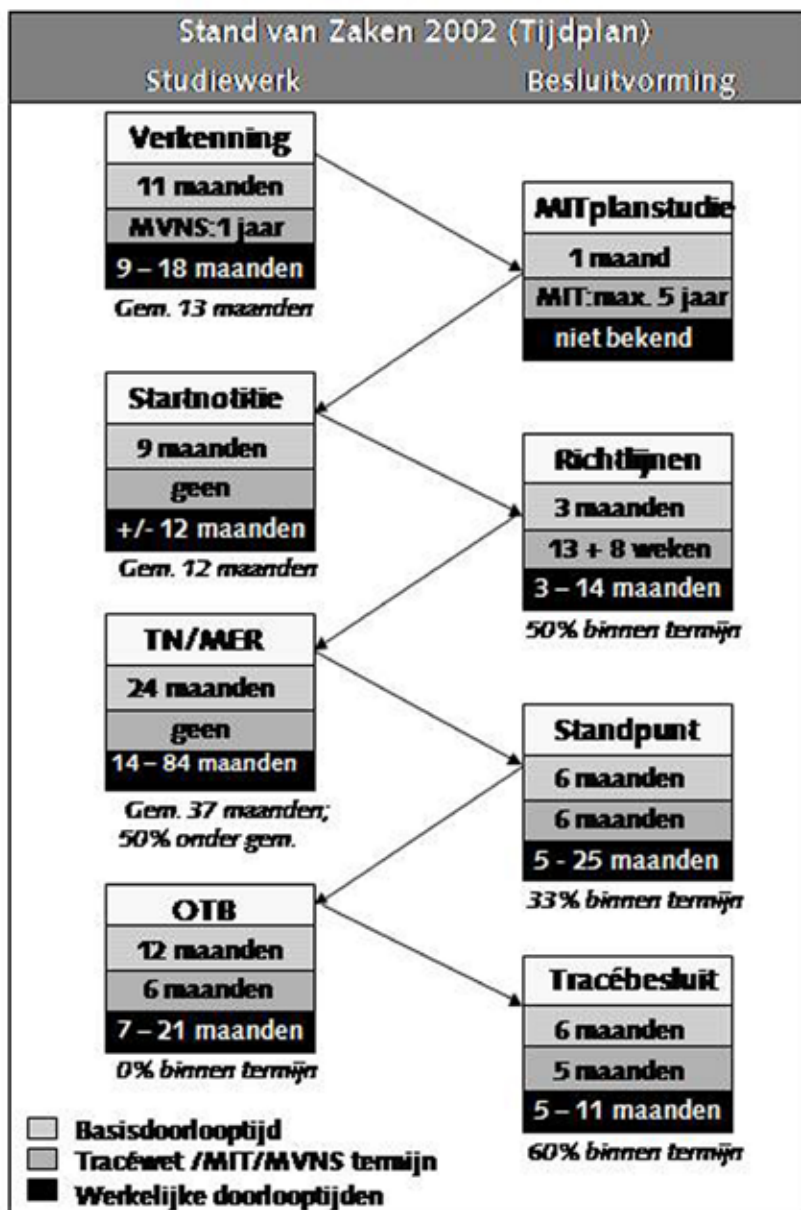 Stand van Zaken 2002 (Tijdplan)
Studiewerk
Besluitvorming
Verkenning
11 maanden
MVNS:1 jaar
9 – 18 maanden
Gem. 13 maanden
MITplanstudie
1 maand
MIT:max. 5 jaar
niet bekend
Startnotitie
9 maanden
geen
+/- 12 maanden
Gem. 12 maanden
Richtlijnen
3 maanden
13 + 8 weken
3 – 14 maanden
50% binnen termijn
TN/MER
24 maanden
geen
14 – 84 maanden
Gem. 37 maanden;
50% onder gem.
Standpunt
6 maanden
6 maanden
5 - 25 maanden
33% binnen termijn
OTB
12 maanden
6 maanden
7 – 21 maanden
0% binnen termijn
Tracébesluit
6 maanden
5 maanden
5 – 11 maanden
60% binnen termijn
Basisdoorlooptijd
Tracéwet /MIT/MVNS termijn
Werkelijke doorlooptijden